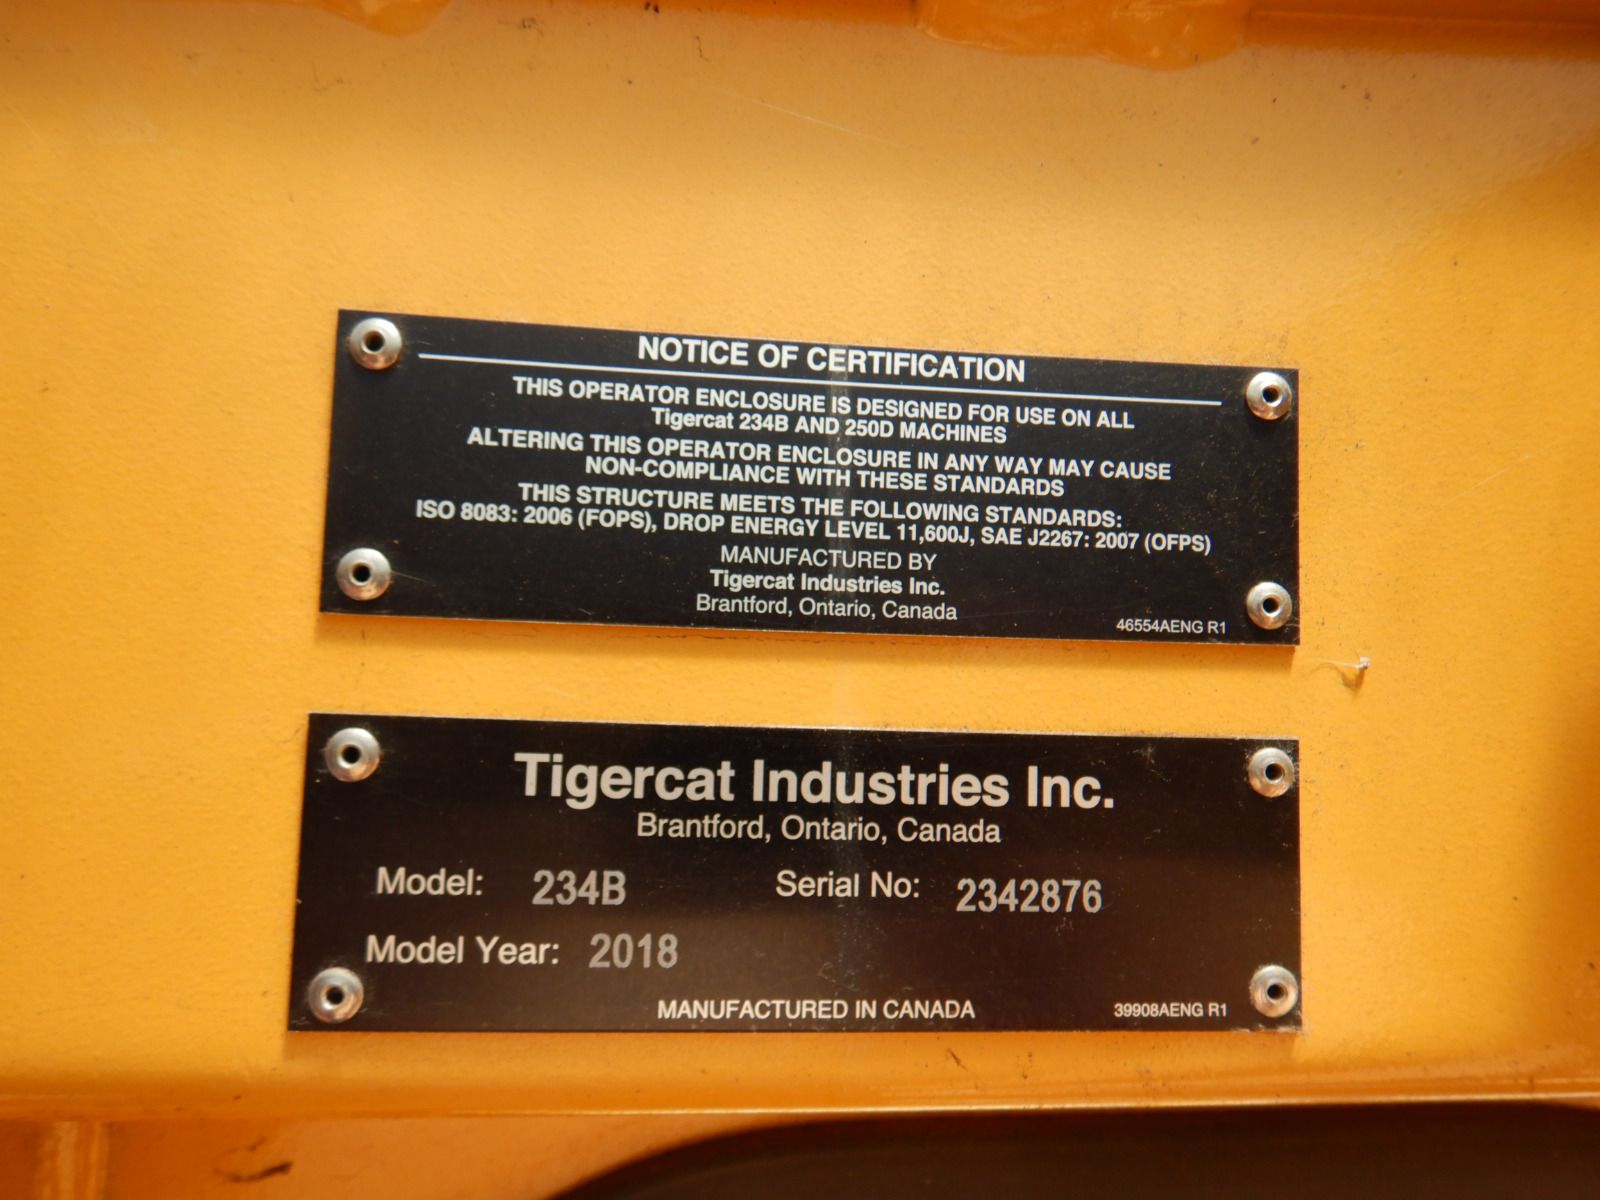 NOTICE OF CERTIFICATION
THIS OPERATOR ENCLOSURE IS DESIGNED FOR USE ON ALL
Tigercat 234B AND 250D MACHINES
ALTERING THIS OPERATOR ENCLOSURE IN ANY WAY MAY CAUSE
NON-COMPLIANCE WITH THESE STANDARDS
THIS STRUCTURE MEETS THE FOLLOWING STANDARDS:
ISO 8083: 2006 (FOPS), DROP ENERGY LEVEL 11,600J, SAE J2267: 2007 (OFPS)
MANUFACTURED BY
Tigercat Industries Inc.
Brantford, Ontario, Canada
46554AENG R1
Tigercat Industries Inc.
Brantford, Ontario, Canada
Model: 234B Serial No: 2342876
Model Year: 2018
MANUFACTURED IN CANADA 39908AENG R1